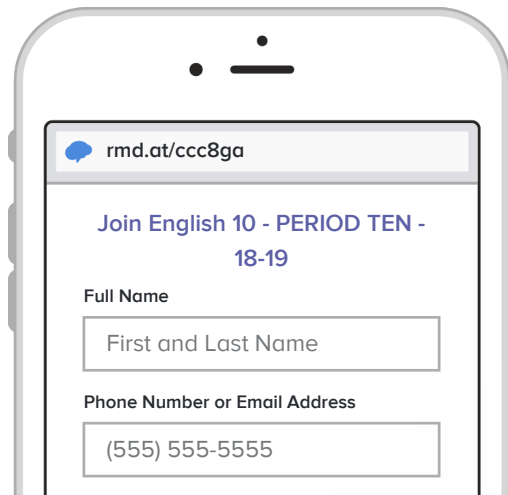 rmd.at/ccc8ga
Join English 10 - PERIOD TEN -
18-19
Full Name
First and Last Name
Phone Number or Email Address
(555) 555-5555